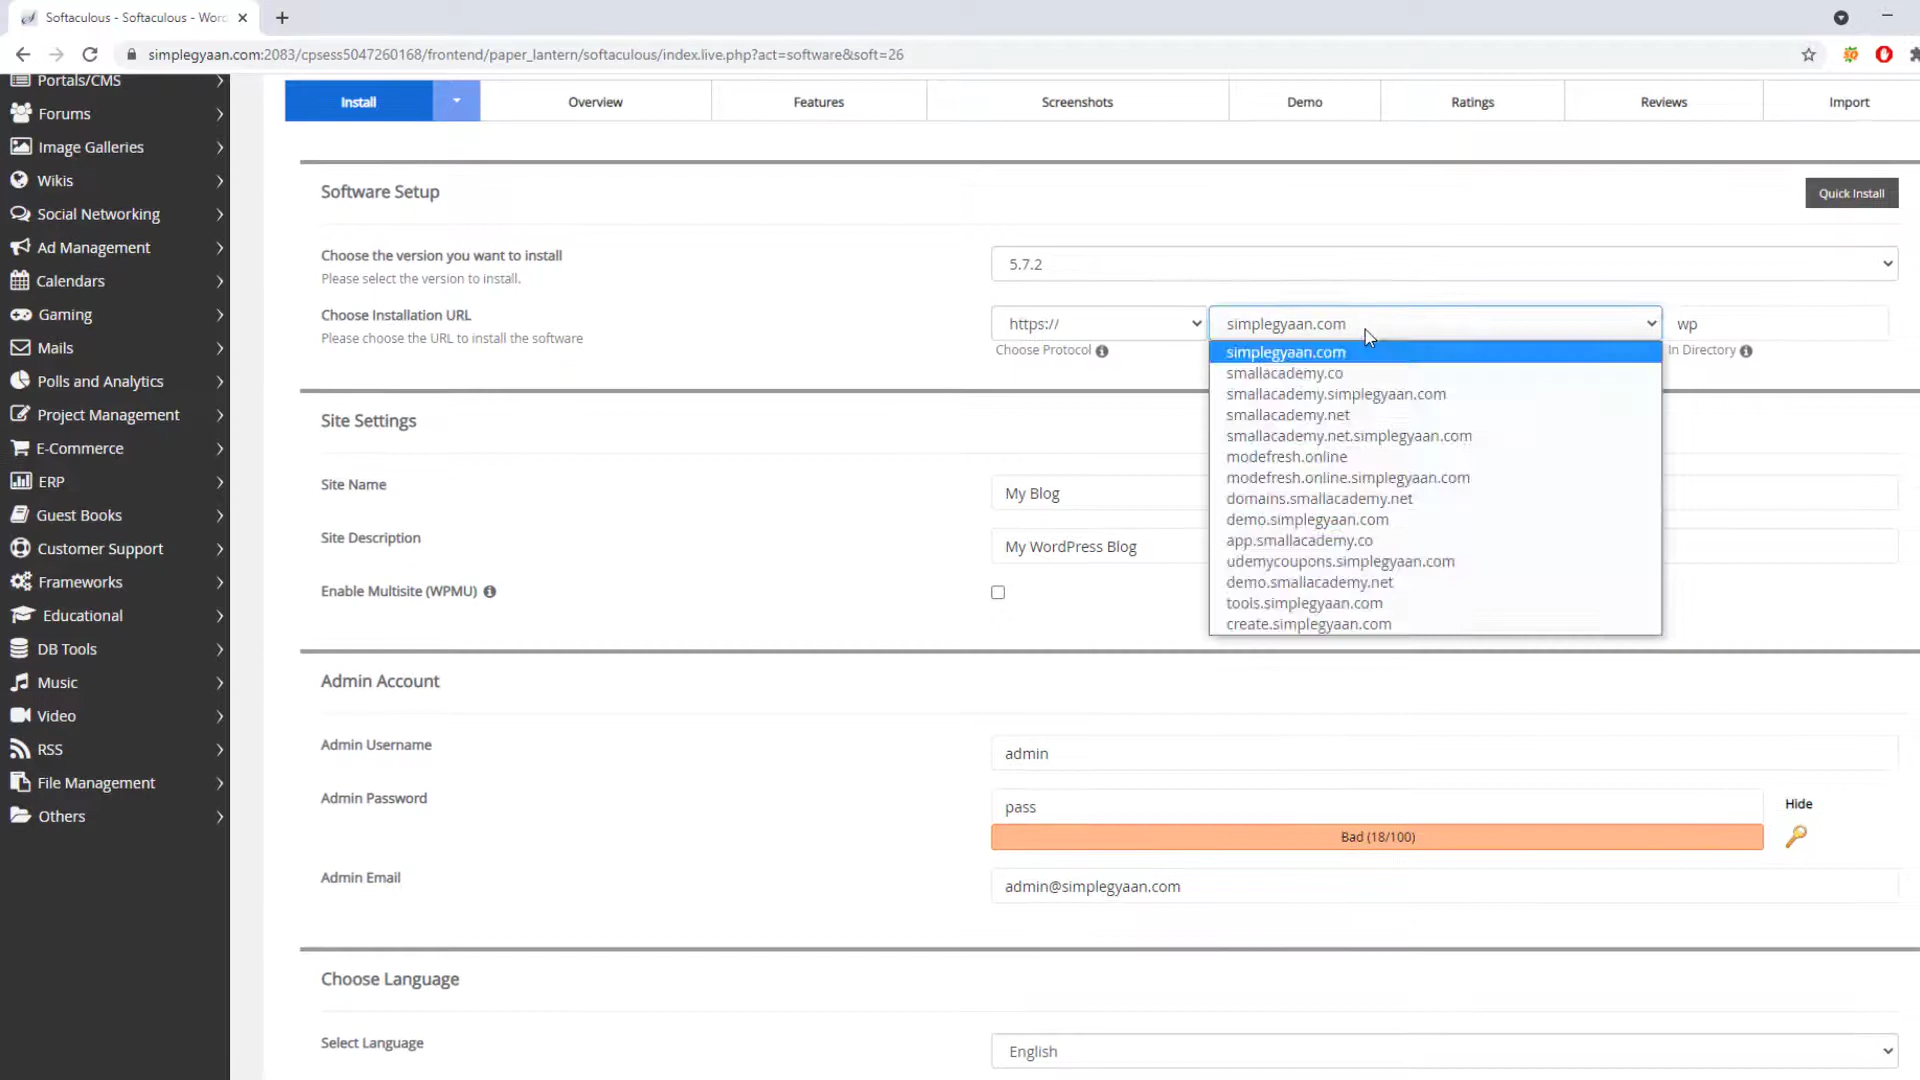 Softaculous - Softaculous - Word
simplegyaan.com:2083/cpsess5047260168/frontend/paper_lantern/softaculous/index.live.php?act=software&soft=26
Portals/CMS
Forums
Image Galleries
Wikis
Social Networking
Ad Management
Calendars
Gaming
Mails
Polls and Analytics
Project Management
E-Commerce
ERP
Guest Books
Customer Support
Frameworks
Educational
DB Tools
Music
Video
RSS
File Management
Others
Install Overview Features Screenshots Demo Ratings Reviews Import
Software Setup
Quick Install
Choose the version you want to install
Please select the version to install.
5.7.2
Choose Installation URL
Please choose the URL to install the software
https://
Choose Protocol
simplegyaan.com
wp
In Directory
simplegyaan.com
smallacademy.co
smallacademy.simplegyaan.com
smallacademy.net
smallacademy.net.simplegyaan.com
modefresh.online
modefresh.online.simplegyaan.com
domains.smallacademy.net
demo.simplegyaan.com
app.smallacademy.co
udemycoupons.simplegyaan.com
demo.smallacademy.net
tools.simplegyaan.com
create.simplegyaan.com
Site Settings
Site Name
My Blog
Site Description
My WordPress Blog
Enable Multisite (WPMU)
Admin Account
Admin Username
admin
Admin Password
pass
Hide
Bad (18/100)
Admin Email
admin@simplegyaan.com
Choose Language
Select Language
English